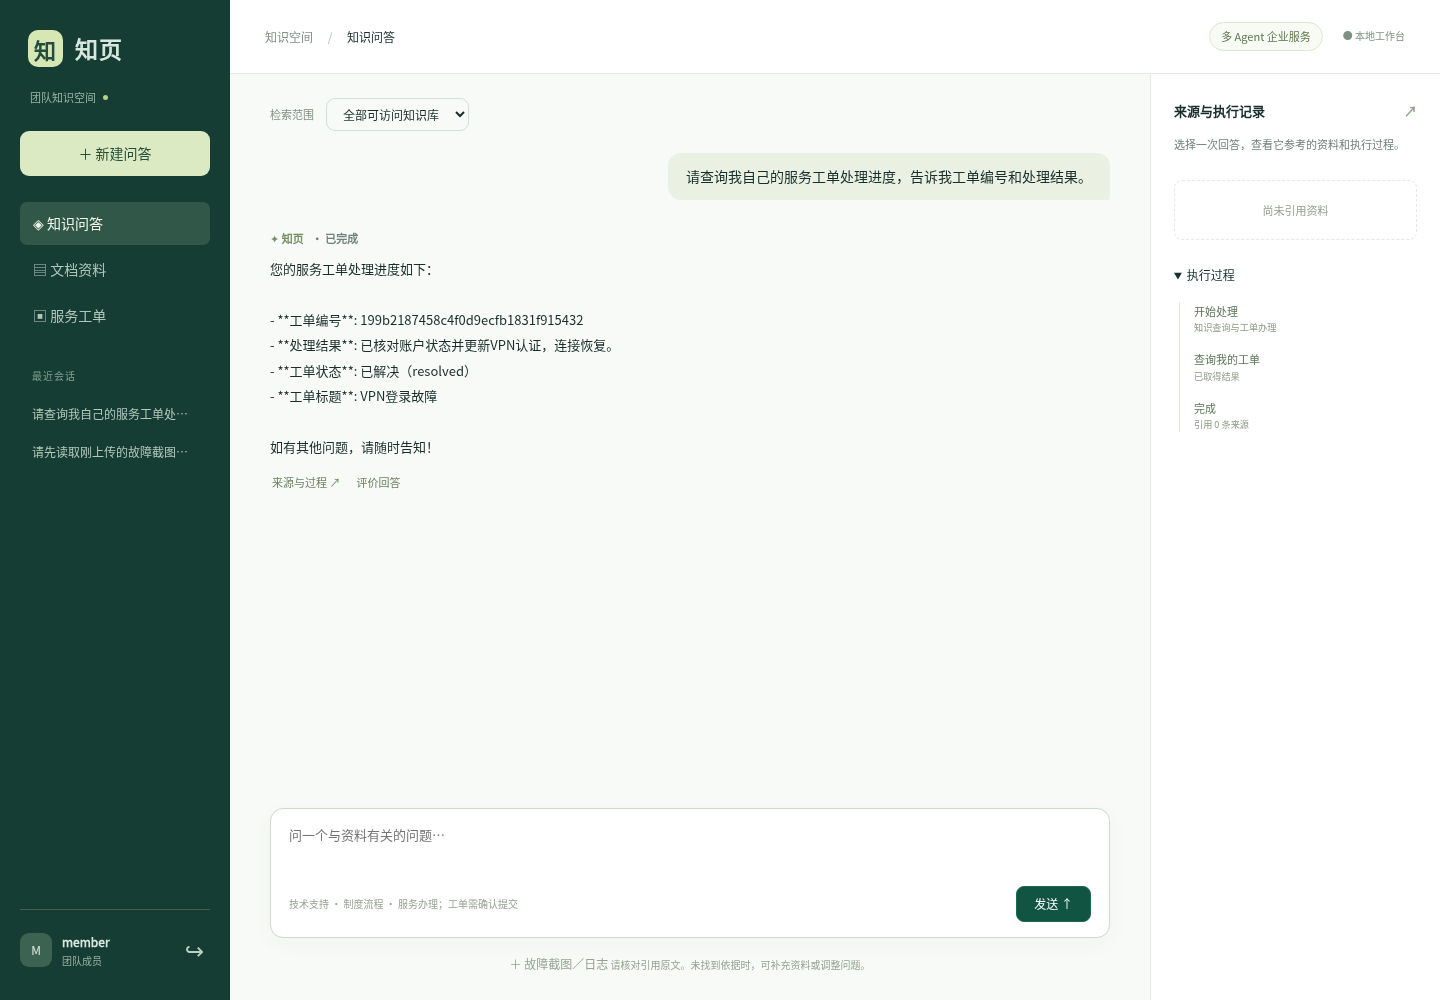 知 知页
团队知识空间
＋ 新建问答
◈ 知识问答
▤ 文档资料
▣ 服务工单
最近会话
请查询我自己的服务工单处…
请先读取刚上传的故障截图…
M
member
团队成员
↪
知识空间 / 知识问答
多 Agent 企业服务
● 本地工作台
检索范围 全部可访问知识库
请查询我自己的服务工单处理进度，告诉我工单编号和处理结果。
✦ 知页 · 已完成
您的服务工单处理进度如下：
- **工单编号**: 199b2187458c4f0d9ecfb1831f915432
- **处理结果**: 已核对账户状态并更新VPN认证，连接恢复。
- **工单状态**: 已解决（resolved）
- **工单标题**: VPN登录故障
如有其他问题，请随时告知！
来源与过程 ↗ 评价回答
问一个与资料有关的问题…
技术支持 · 制度流程 · 服务办理；工单需确认提交
发送 ↑
＋ 故障截图／日志 请核对引用原文。未找到依据时，可补充资料或调整问题。
来源与执行记录 ↗
选择一次回答，查看它参考的资料和执行过程。
尚未引用资料
▼ 执行过程
开始处理
知识查询与工单办理
查询我的工单
已取得结果
完成
引用 0 条来源